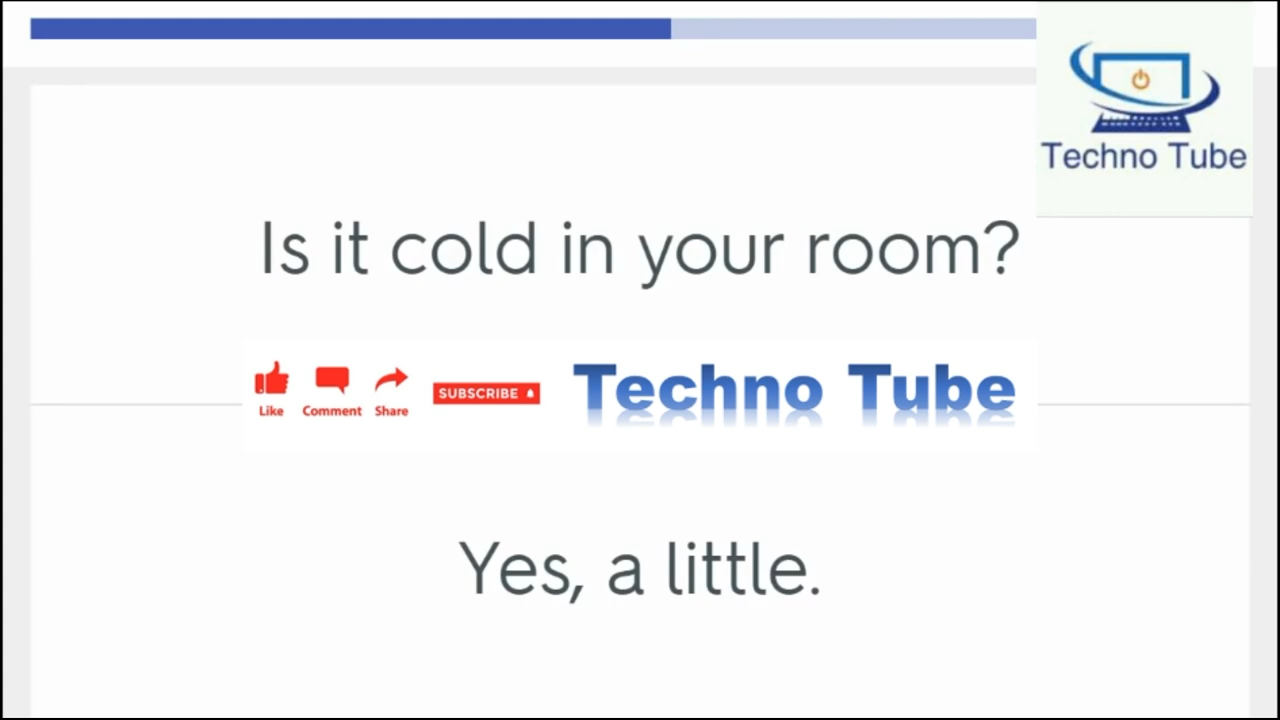 Techno Tube
Is it cold in your room?
Like Comment Share SUBSCRIBE Techno Tube
Yes, a little.